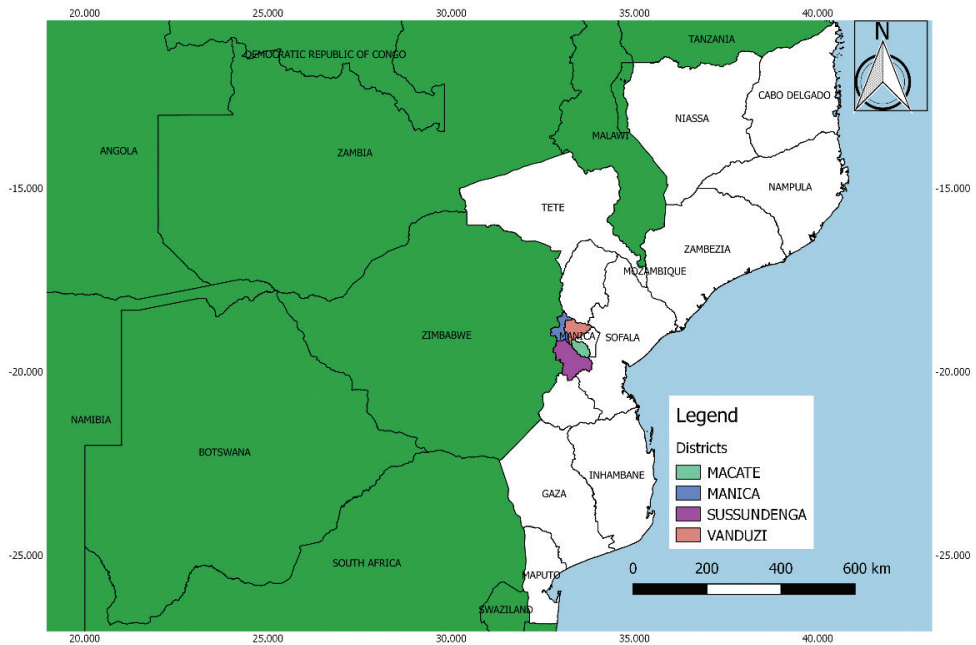 20.000
25.000
30.000
35.000
40.000
N
TANZANIA
DEMOCRATIC REPUBLIC OF CONGO
CABO DELGADO
NIASSA
MALAWI
ANGOLA
ZAMBIA
-15.000
-15.000
NAMPULA
TETE
ZAMBEZIA
MOZAMBIQUE
ZIMBABWE
MANICA
SOFALA
-20.000
-20.000
NAMIBIA
BOTSWANA
INHAMBANE
GAZA
Legend
Districts
MACATE
MANICA
SUSSUNDENGA
VANDUZI
-25.000
-25.000
SOUTH AFRICA
MAPUTO
SWAZILAND
0 200 400 600 km
20.000
25.000
30.000
35.000
40.000